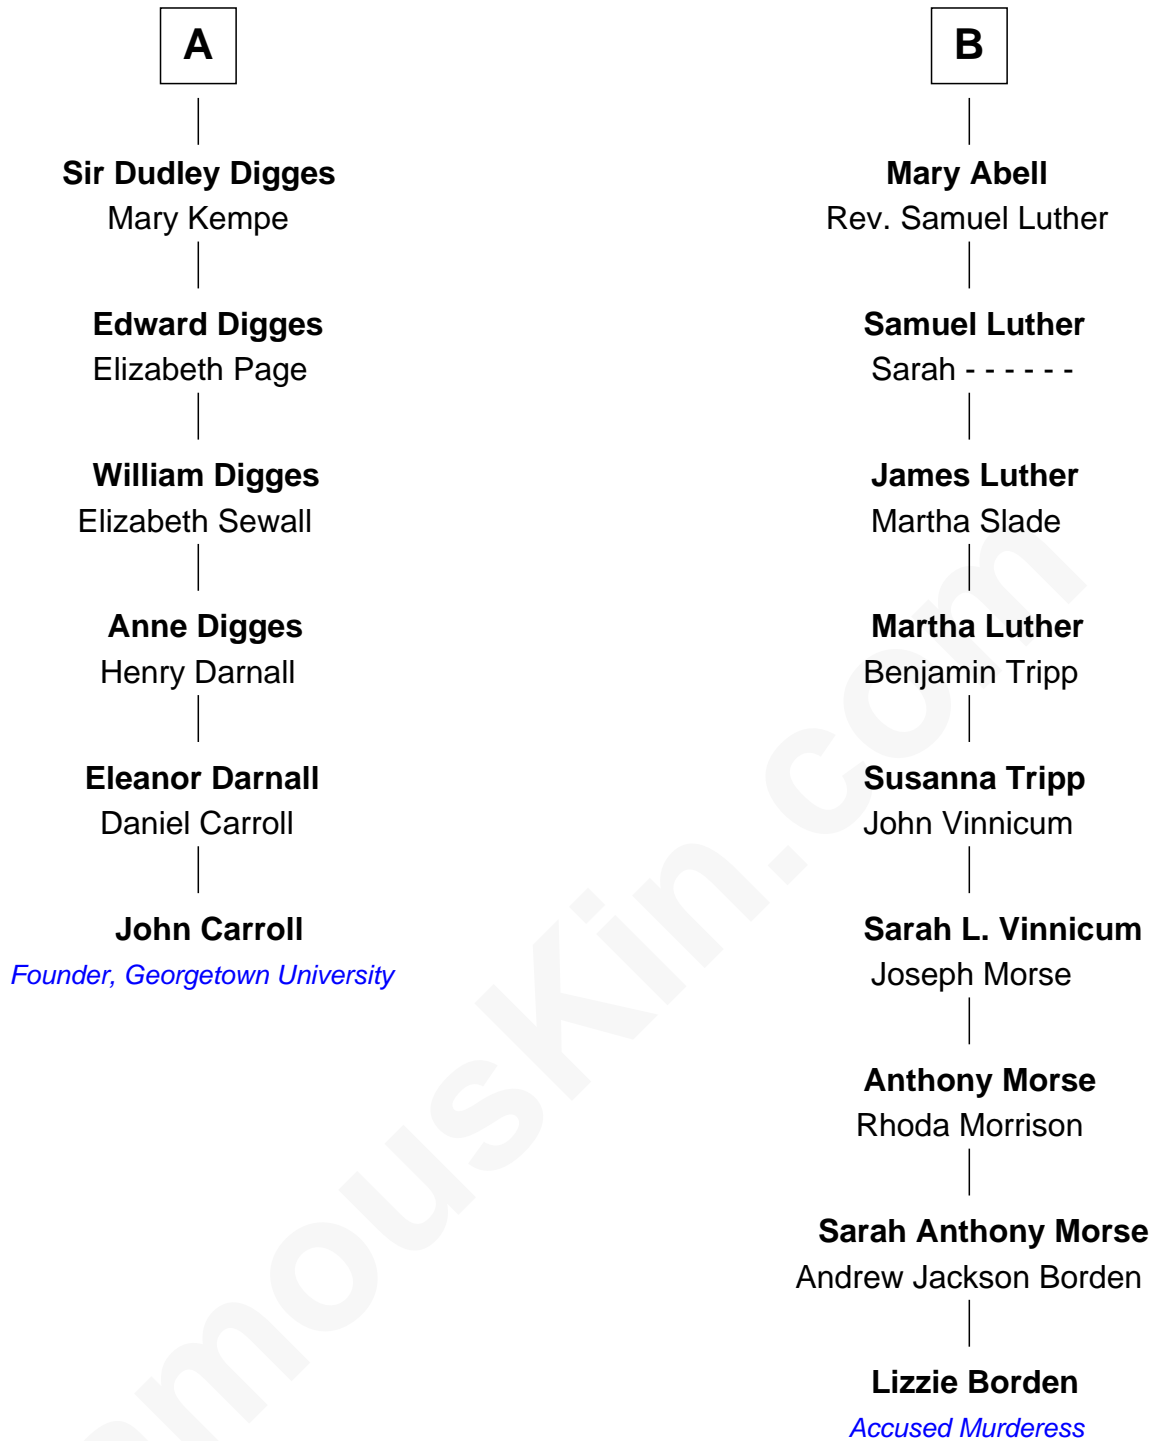 A
Sir Dudley Digges
Mary Kempe
Edward Digges
Elizabeth Page
William Digges
Elizabeth Sewall
Anne Digges
Henry Darnall
Eleanor Darnall
Daniel Carroll
John Carroll
Founder, Georgetown University
B
Mary Abell
Rev. Samuel Luther
Samuel Luther
Sarah - - - - - -
James Luther
Martha Slade
Martha Luther
Benjamin Tripp
Susanna Tripp
John Vinnicum
Sarah L. Vinnicum
Joseph Morse
Anthony Morse
Rhoda Morrison
Sarah Anthony Morse
Andrew Jackson Borden
Lizzie Borden
Accused Murderess
mouskin.com